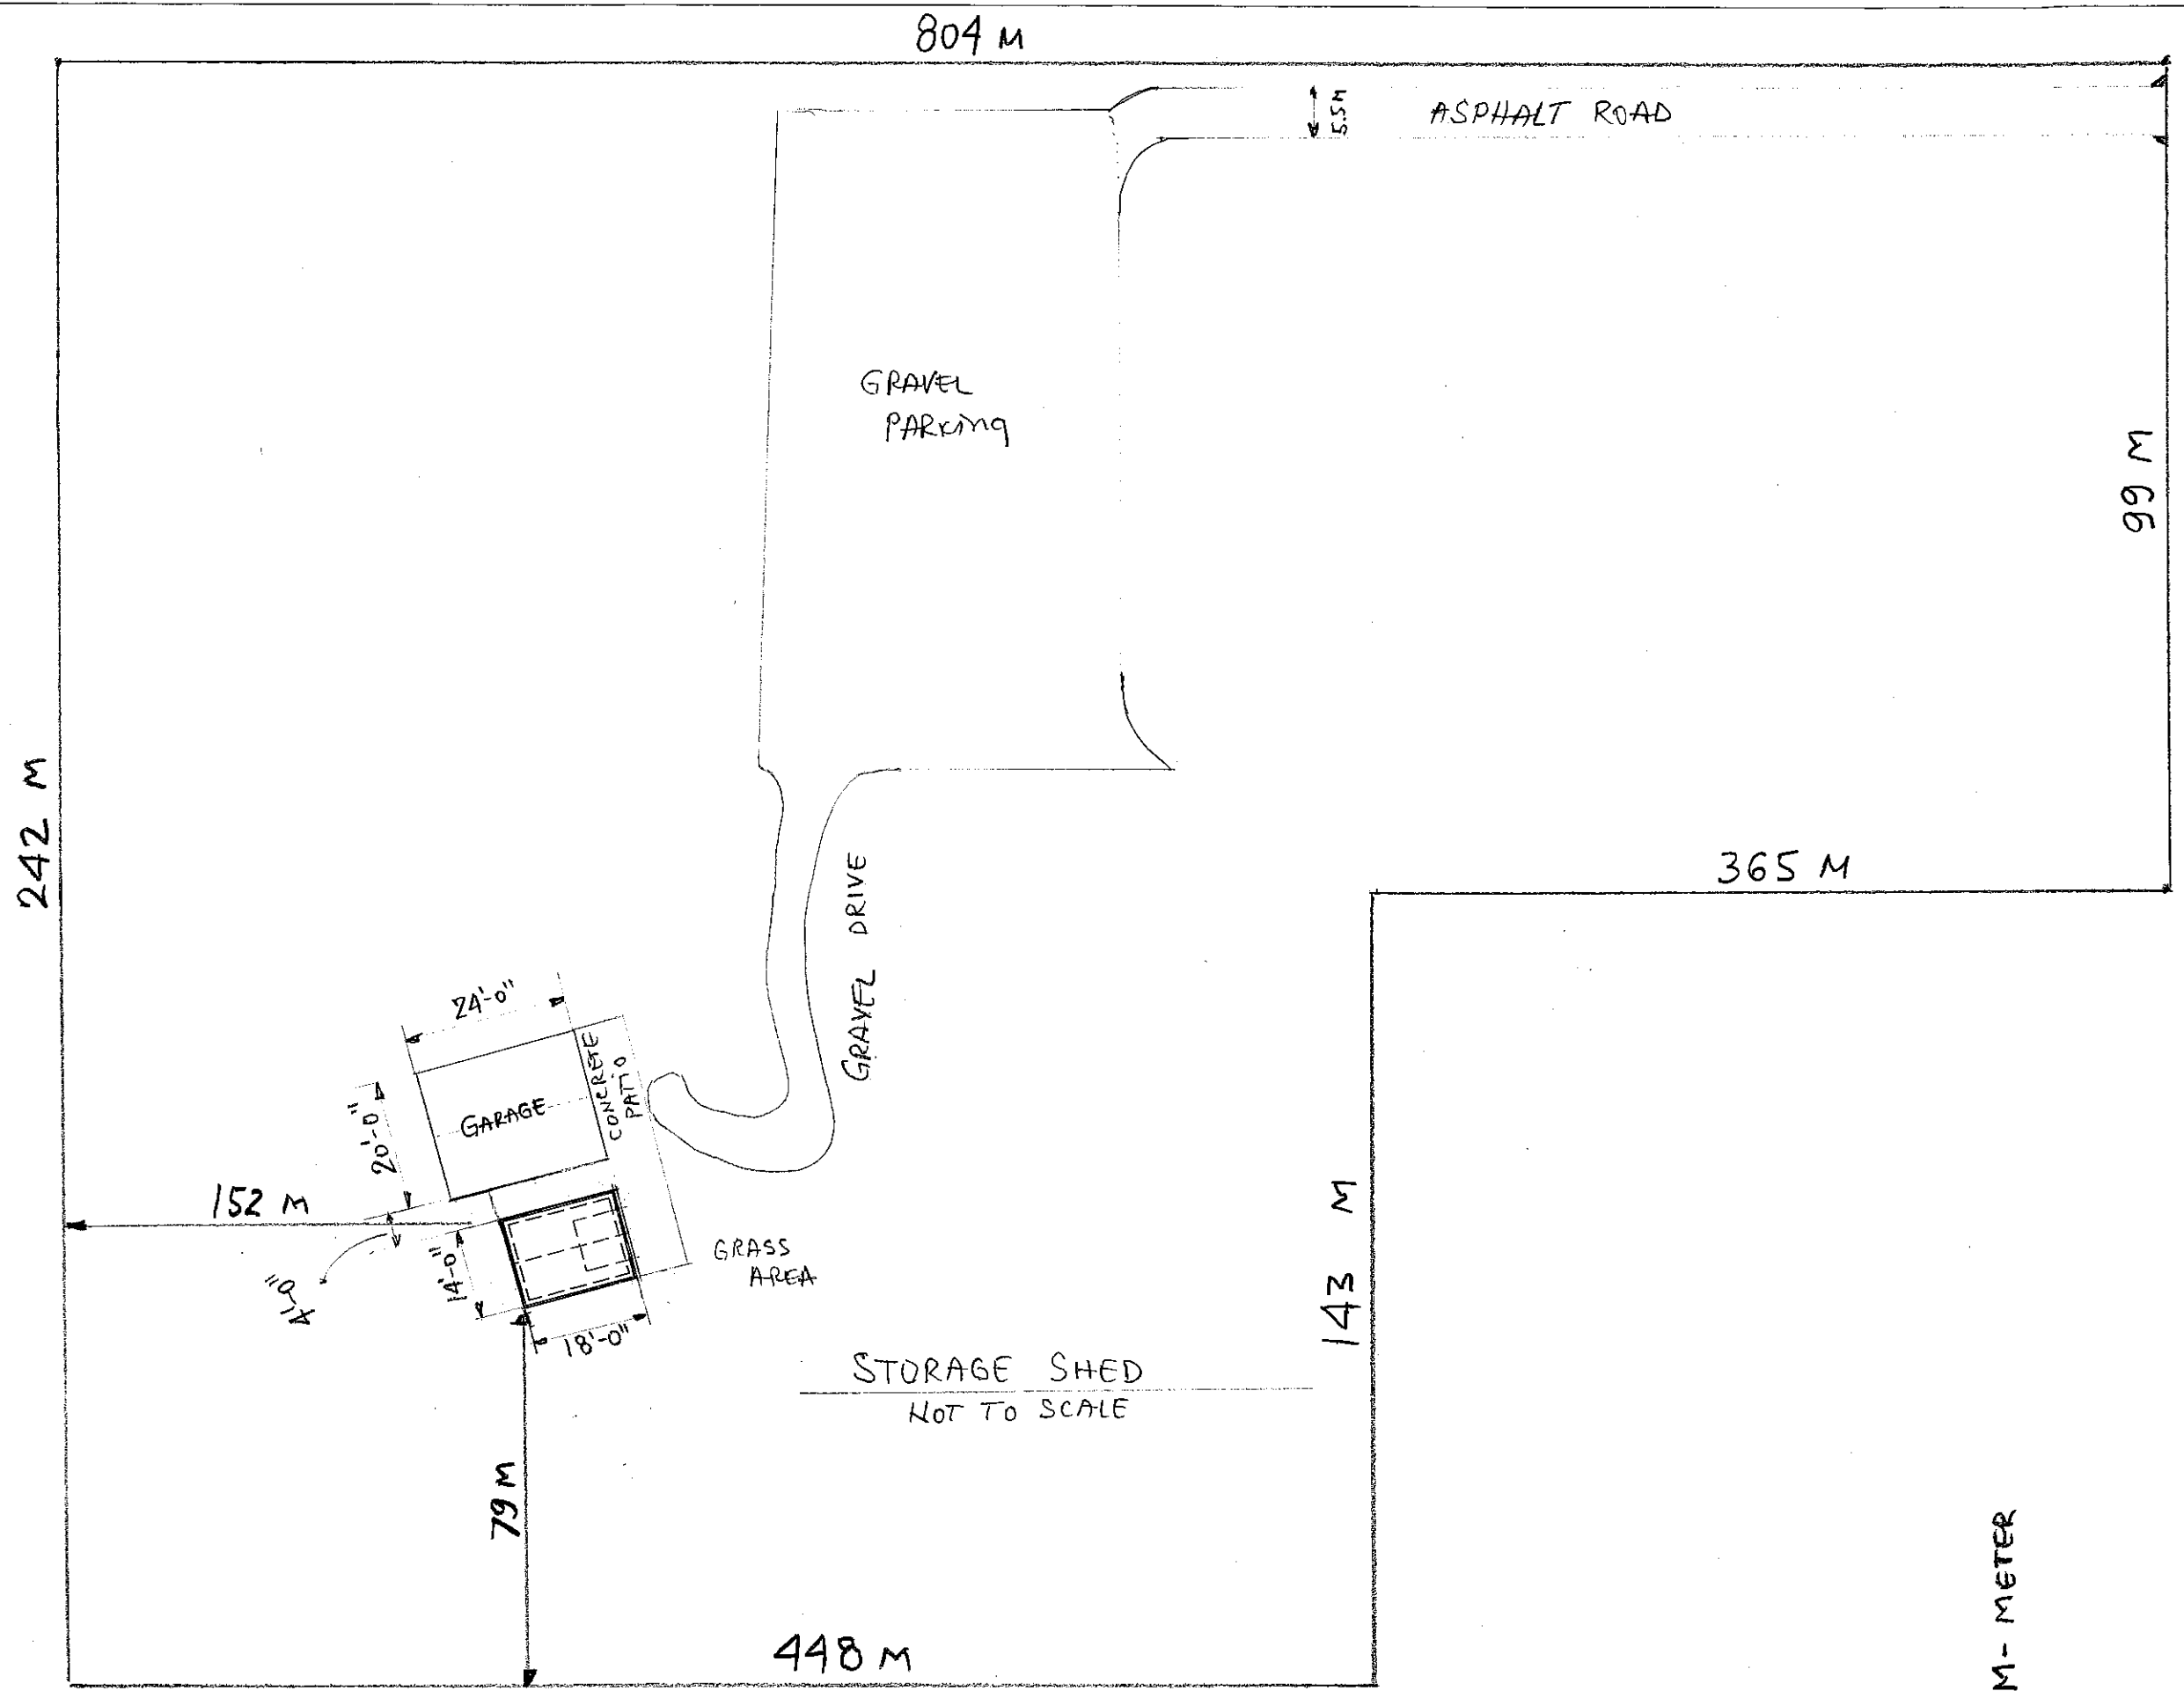 804 M
5.5M
ASPHALT ROAD
GRAVEL
PARKing
99 M
242 M
365 M
GRAVEL DRIVE
24'-0"
CONCRETE
PATIO
GARAGE
20'-0"
152 M
4'-0"
14'-0"
GRASS
AREA
18'-0"
143 M
STORAGE SHED
NOT TO SCALE
79 M
448 M
M- METER